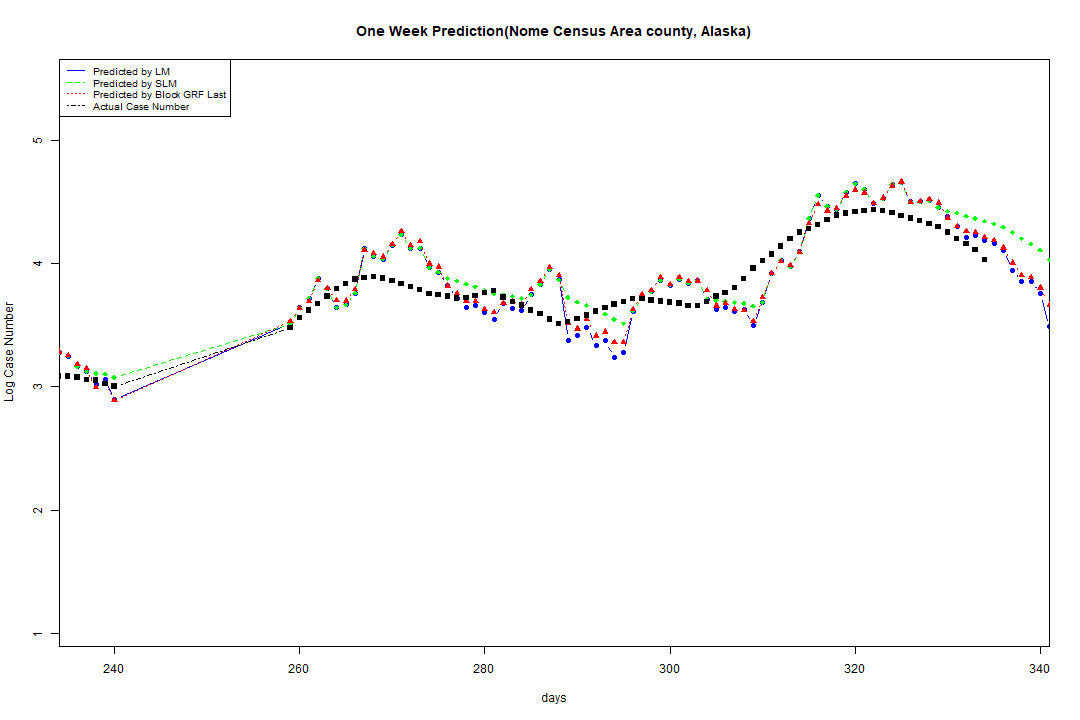 One Week Prediction(Nome Census Area county, Alaska)
Predicted by LM
Predicted by SLM
Predicted by Block GRF Last
Actual Case Number
5
4
3
2
1
Log Case Number
240 260 280 300 320 340
days